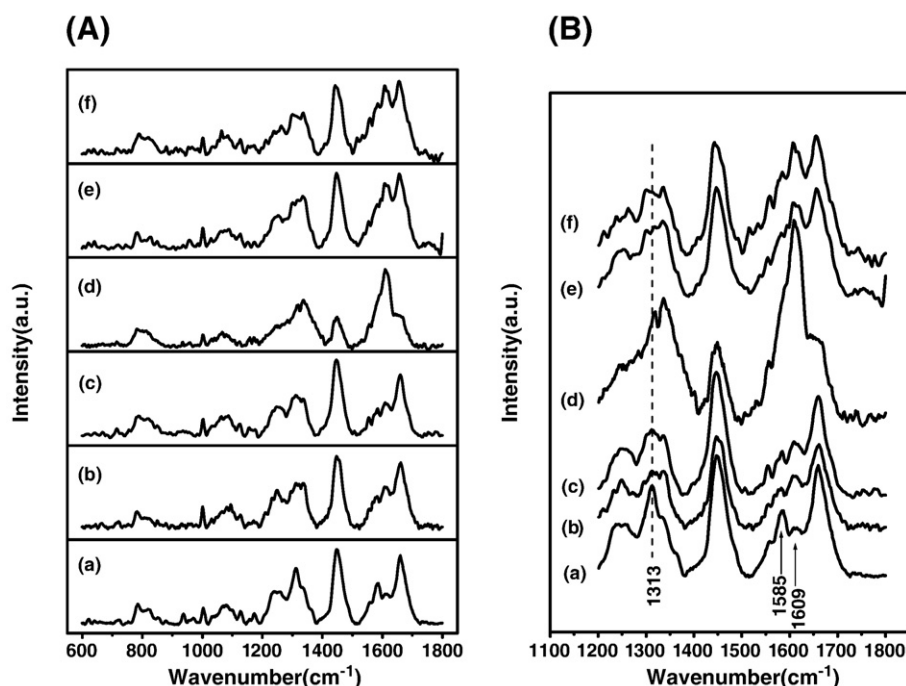 (A)
(f)
(e)
(d)
(c)
(b)
(a)
Intensity(a.u.)
600 800 1000 1200 1400 1600 1800
Wavenumber(cm-1)
(B)
(f)
(e)
(d)
(c)
(b)
(a)
1313
1585
1609
Intensity(a.u.)
1100 1200 1300 1400 1500 1600 1700 1800
Wavenumber(cm-1)